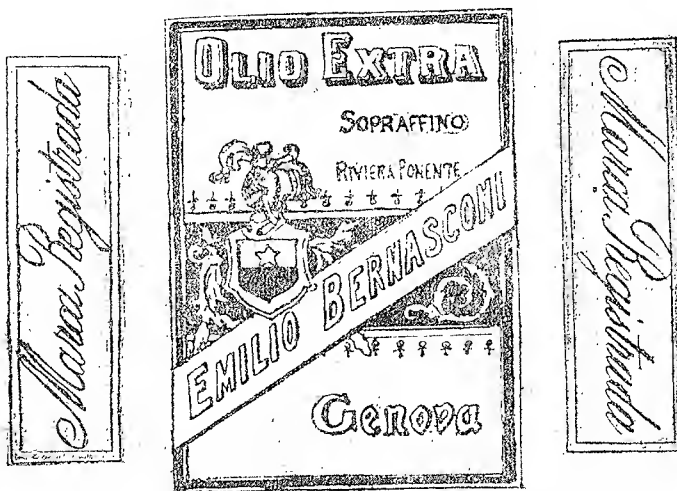 Marca Registrada
OLIO EXTRA
SOPRAFFINO
RIVIERA PONENTE
EMILIO BERNASCONI
Genova
Marca Registrada